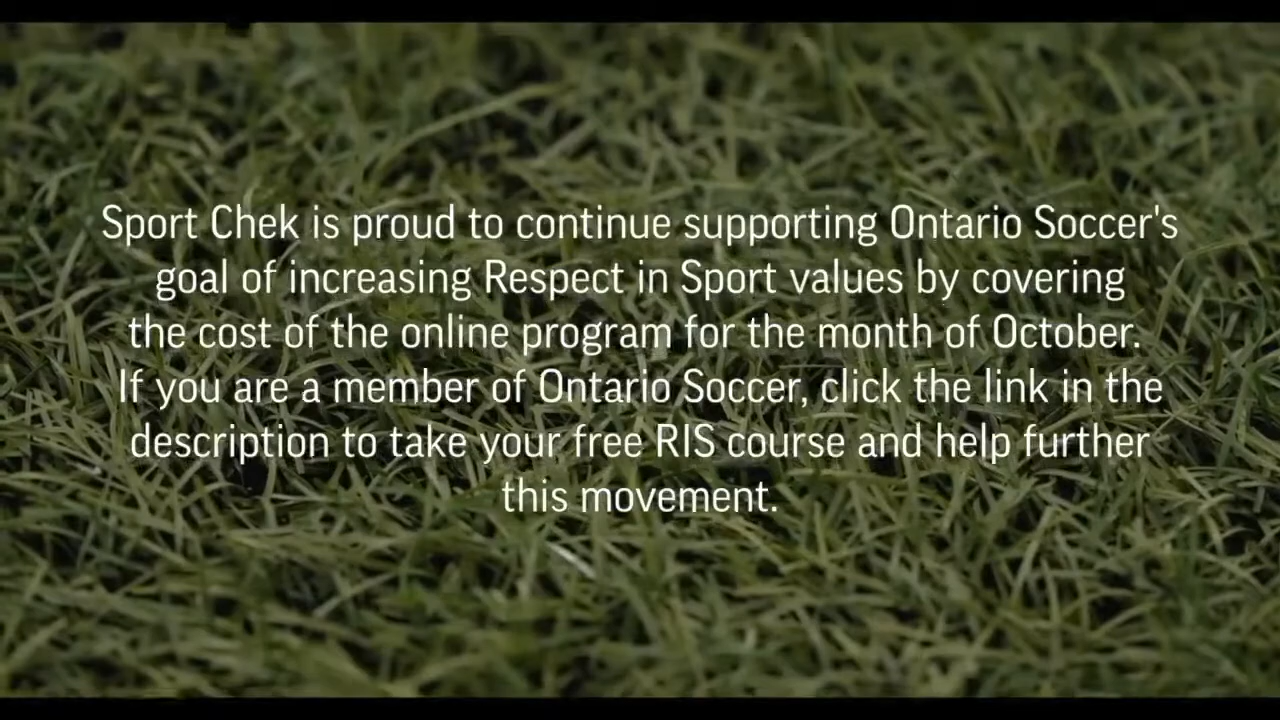 Sport Chek is proud to continue supporting Ontario Soccer's
goal of increasing Respect in Sport values by covering
the cost of the online program for the month of October.
If you are a member of Ontario Soccer, click the link in the
description to take your free RIS course and help further
this movement.